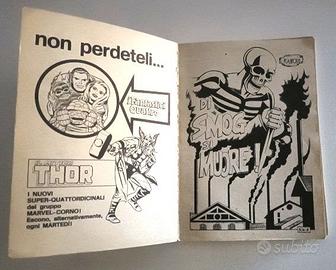 non perdeteli...
i Fantastici
Quattro
THOR
I NUOVI
SUPER-QUATTORDICINALI
del gruppo
MARVEL-CORNO!
Escono, alternativamente,
ogni MARTEDÌ!
DI
SMOG
SI
MUORE!
subito